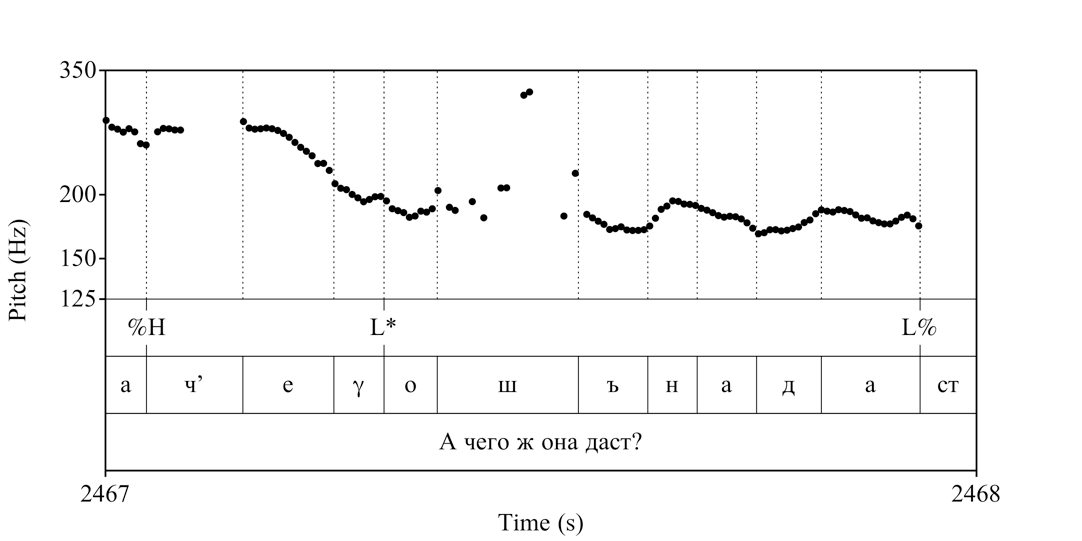 350
200
150
125
Pitch (Hz)
%H L* L%
а ч’ е γ о ш ъ н а д а ст
А чего ж она даст?
2467 2468
Time (s)